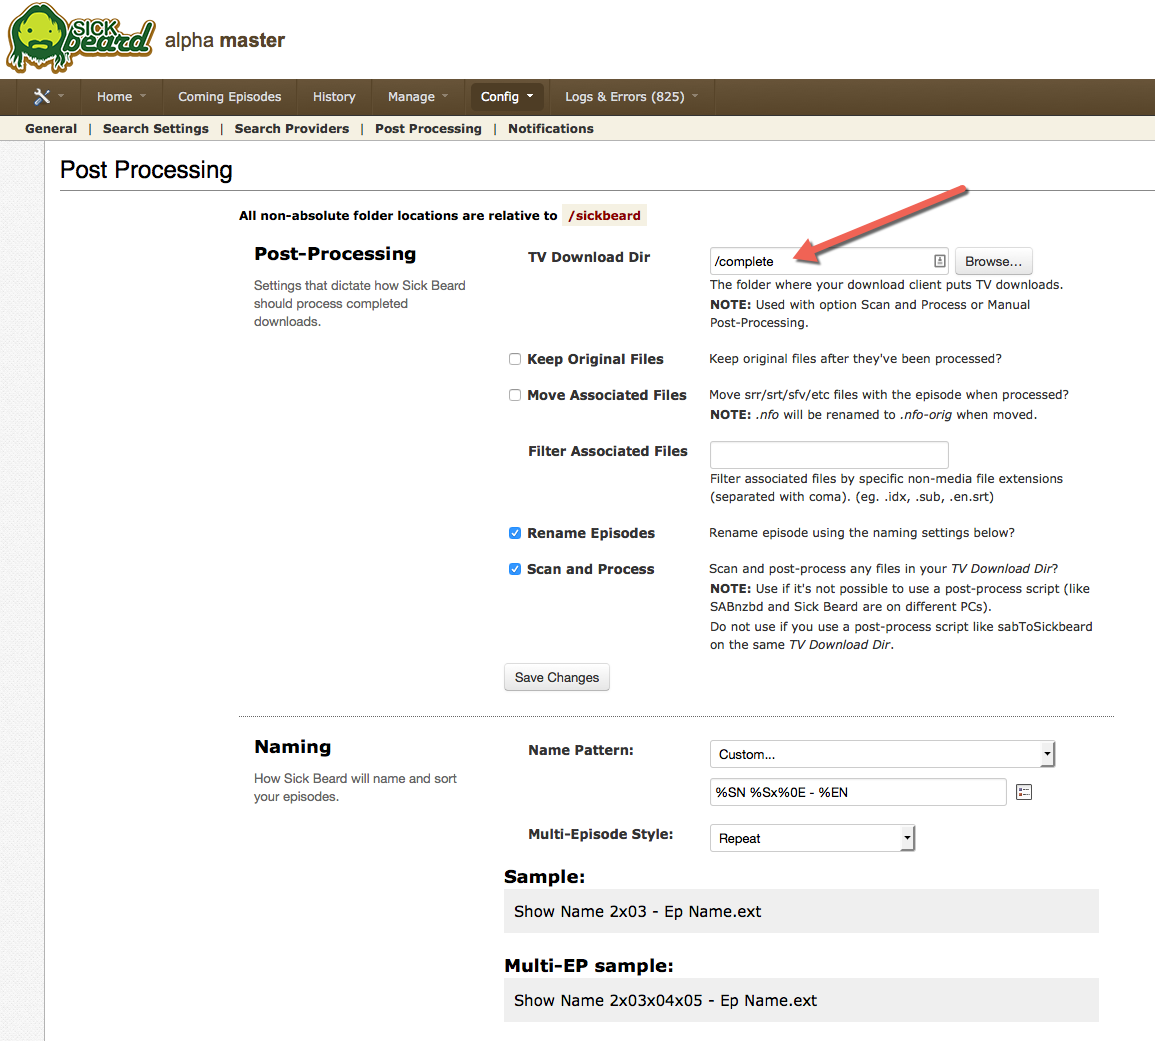 SICK
beard
alpha master
Home
Coming Episodes
History
Manage
Config
Logs & Errors (825)
General | Search Settings | Search Providers | Post Processing | Notifications
Post Processing
All non-absolute folder locations are relative to /sickbeard
Post-Processing
Settings that dictate how Sick Beard
should process completed
downloads.
TV Download Dir
/complete
Browse...
The folder where your download client puts TV downloads.
NOTE: Used with option Scan and Process or Manual
Post-Processing.
Keep Original Files
Keep original files after they've been processed?
Move Associated Files
Move srr/srt/sfv/etc files with the episode when processed?
NOTE: .nfo will be renamed to .nfo-orig when moved.
Filter Associated Files
Filter associated files by specific non-media file extensions
(separated with coma). (eg. .idx, .sub, .en.srt)
Rename Episodes
Rename episode using the naming settings below?
Scan and Process
Scan and post-process any files in your TV Download Dir?
NOTE: Use if it's not possible to use a post-process script (like
SABnzbd and Sick Beard are on different PCs).
Do not use if you use a post-process script like sabToSickbeard
on the same TV Download Dir.
Save Changes
Naming
How Sick Beard will name and sort
your episodes.
Name Pattern:
Custom...
%SN %Sx%0E - %EN
Multi-Episode Style:
Repeat
Sample:
Show Name 2x03 - Ep Name.ext
Multi-EP sample:
Show Name 2x03x04x05 - Ep Name.ext